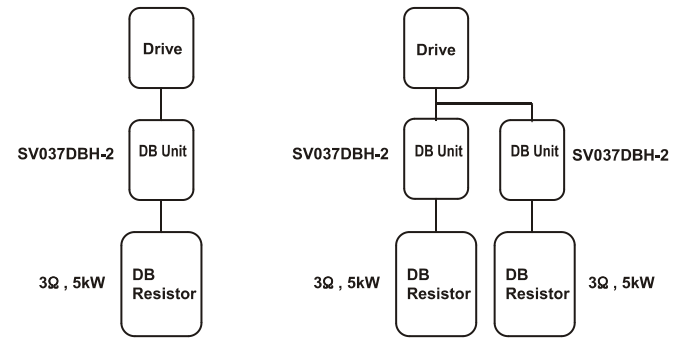 Drive
SV037DBH-2
DB Unit
3Ω , 5kW
DB
Resistor
Drive
SV037DBH-2
DB Unit
DB Unit
SV037DBH-2
3Ω , 5kW
DB
Resistor
DB
Resistor
3Ω , 5kW